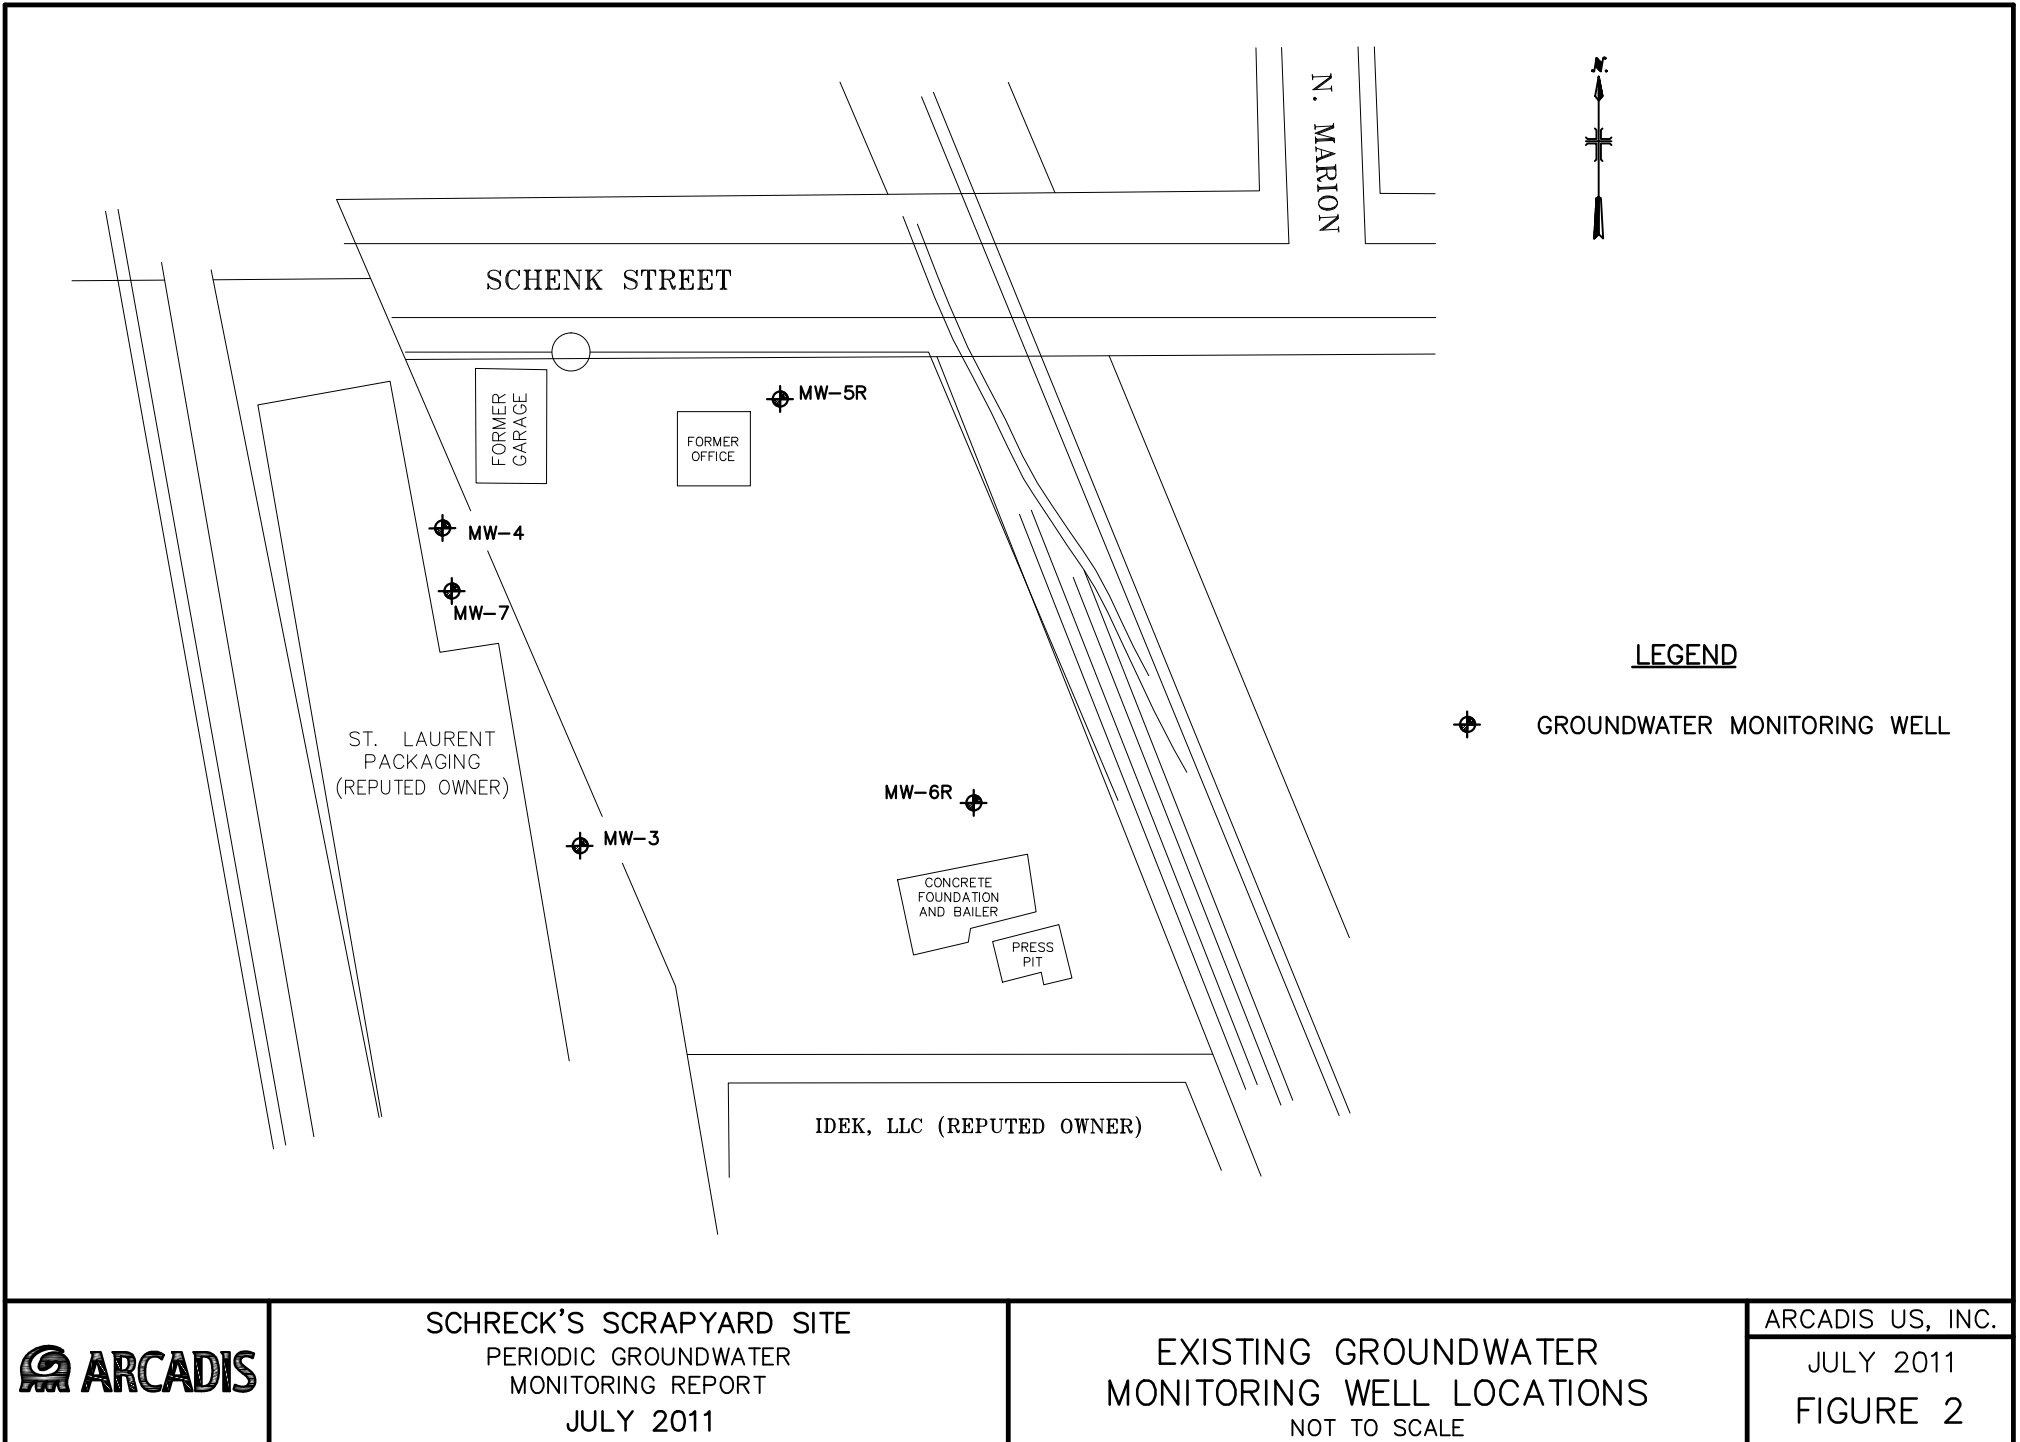 N.
N. MARION
SCHENK STREET
MW-5R
FORMER
GARAGE
FORMER
OFFICE
MW-4
MW-7
LEGEND
GROUNDWATER MONITORING WELL
ST. LAURENT
PACKAGING
(REPUTED OWNER)
MW-6R
MW-3
CONCRETE
FOUNDATION
AND BAILER
PRESS
PIT
IDEK, LLC (REPUTED OWNER)
ARCADIS
SCHRECK'S SCRAPYARD SITE
PERIODIC GROUNDWATER
MONITORING REPORT
JULY 2011
EXISTING GROUNDWATER
MONITORING WELL LOCATIONS
NOT TO SCALE
ARCADIS US, INC.
JULY 2011
FIGURE 2